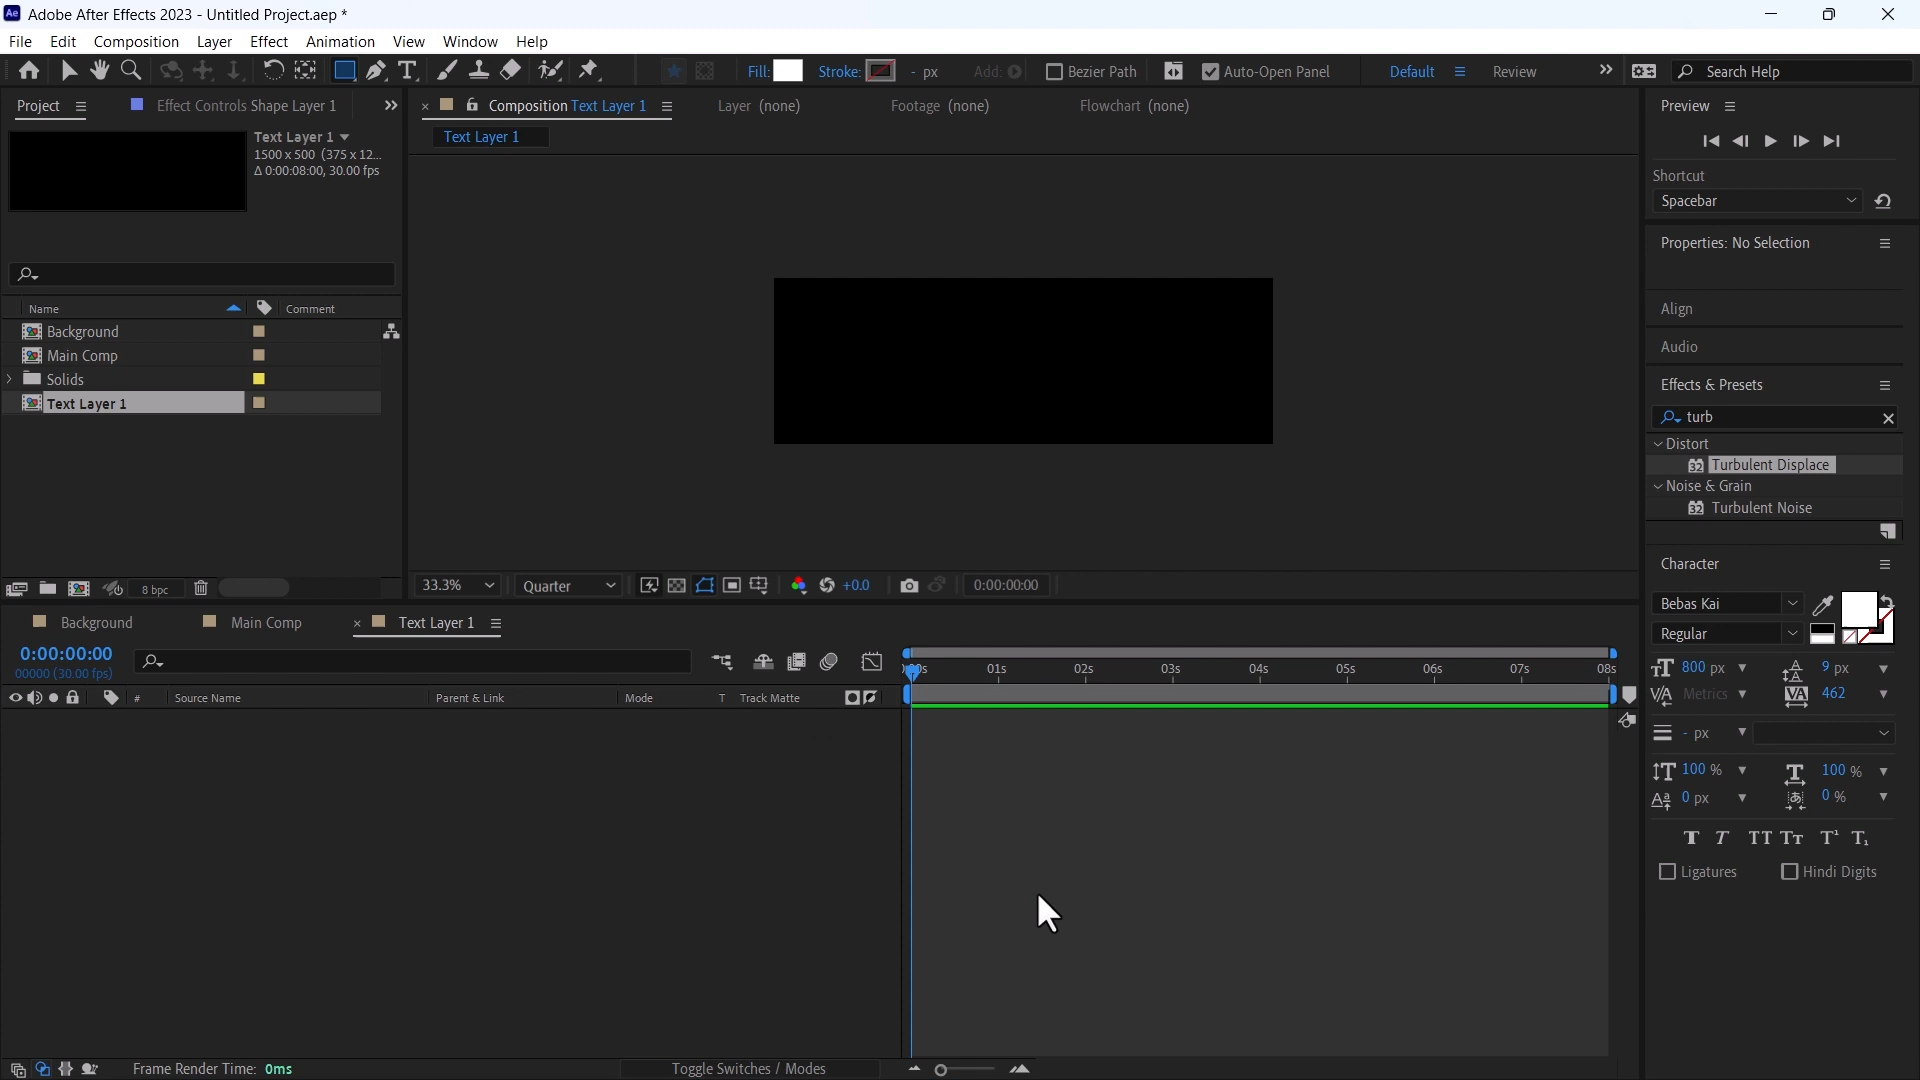 Adobe After Effects 2023 - Untitled Project.aep *
File Edit Composition Layer Effect Animation View Window Help
Fill: Stroke: - px Add: Bezier Path Auto-Open Panel Default Review Search Help
Project Effect Controls Shape Layer 1
Composition Text Layer 1 Layer (none) Footage (none) Flowchart (none)
Text Layer 1
Text Layer 1
1500 x 500 (375 x 12...
Δ 0:00:08:00, 30.00 fps
Name Comment
Background
Main Comp
Solids
Text Layer 1
8 bpc
33.3% Quarter +0.0 0:00:00:00
Preview
Shortcut
Spacebar
Properties: No Selection
Align
Audio
Effects & Presets
turb
Distort
32 Turbulent Displace
Noise & Grain
32 Turbulent Noise
Character
Bebas Kai
Regular
800 px 9 px
Metrics 462
- px
100 % 100 %
0 px 0 %
T T TT Tт T¹ T₁
Ligatures Hindi Digits
Background Main Comp Text Layer 1
0:00:00:00
00000 (30.00 fps)
01s 02s 03s 04s 05s 06s 07s 08s
# Source Name Parent & Link Mode T Track Matte
Frame Render Time: 0ms Toggle Switches / Modes